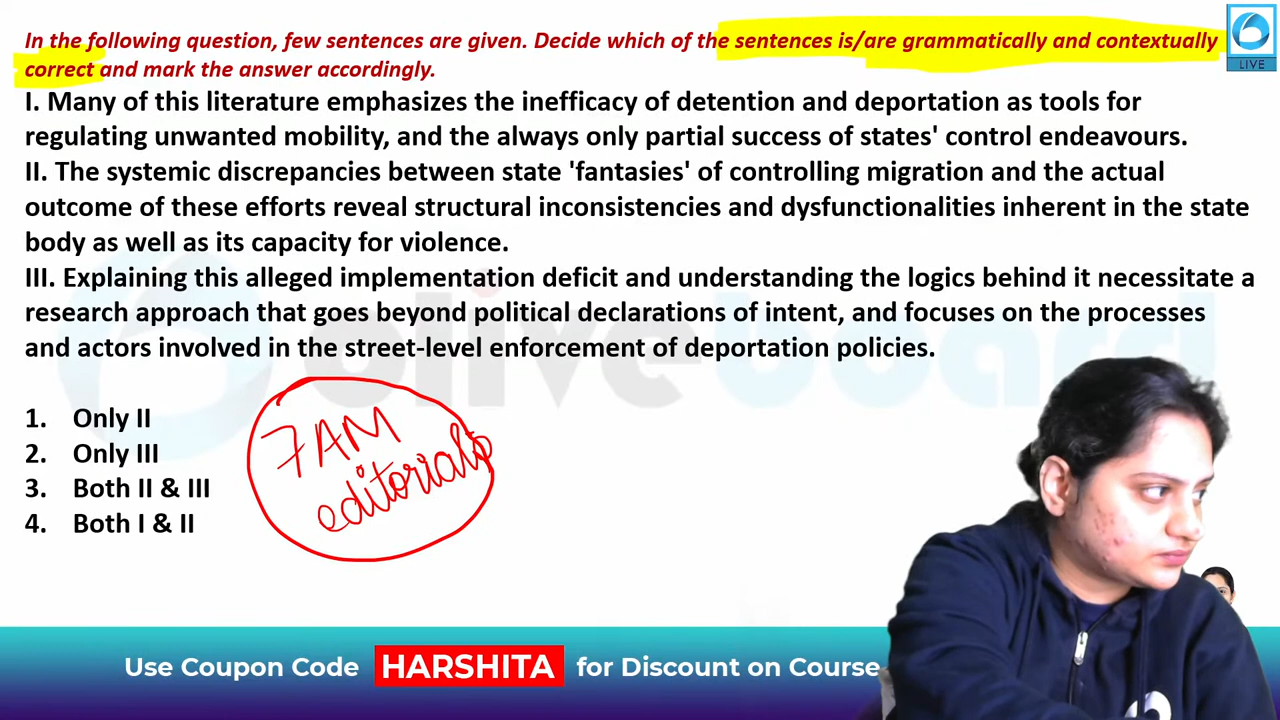 In the following question, few sentences are given. Decide which of the sentences is/are grammatically and contextually
correct and mark the answer accordingly.
LIVE
I. Many of this literature emphasizes the inefficacy of detention and deportation as tools for
regulating unwanted mobility, and the always only partial success of states' control endeavours.
II. The systemic discrepancies between state 'fantasies' of controlling migration and the actual
outcome of these efforts reveal structural inconsistencies and dysfunctionalities inherent in the state
body as well as its capacity for violence.
III. Explaining this alleged implementation deficit and understanding the logics behind it necessitate a
research approach that goes beyond political declarations of intent, and focuses on the processes
and actors involved in the street-level enforcement of deportation policies.
oliveboard
1. Only II
2. Only III
3. Both II & III
4. Both I & II
7 AM
editorials
Use Coupon Code HARSHITA for Discount on Course